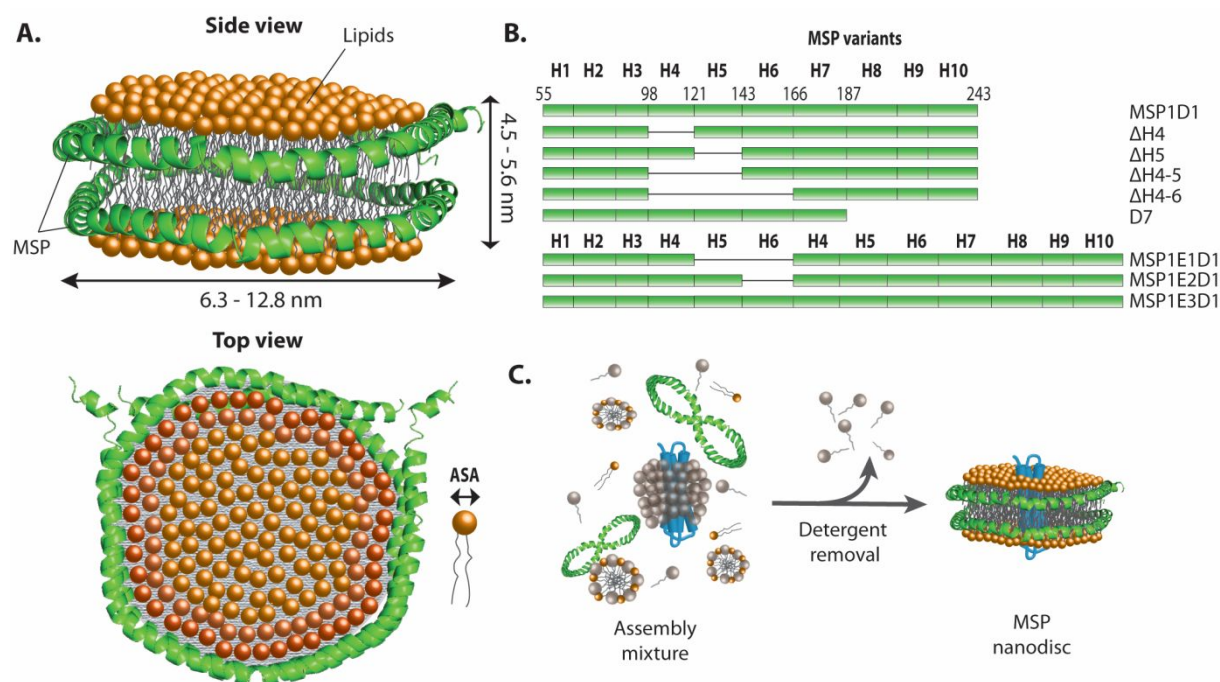 A.
Side view
Lipids
MSP
4.5 - 5.6 nm
6.3 - 12.8 nm
Top view
ASA
B.
MSP variants
H1 H2 H3 H4 H5 H6 H7 H8 H9 H10
55 98 121 143 166 187 243
MSP1D1
ΔH4
ΔH5
ΔH4-5
ΔH4-6
D7
H1 H2 H3 H4 H5 H6 H4 H5 H6 H7 H8 H9 H10
MSP1E1D1
MSP1E2D1
MSP1E3D1
C.
Detergent
removal
Assembly
mixture
MSP
nanodisc